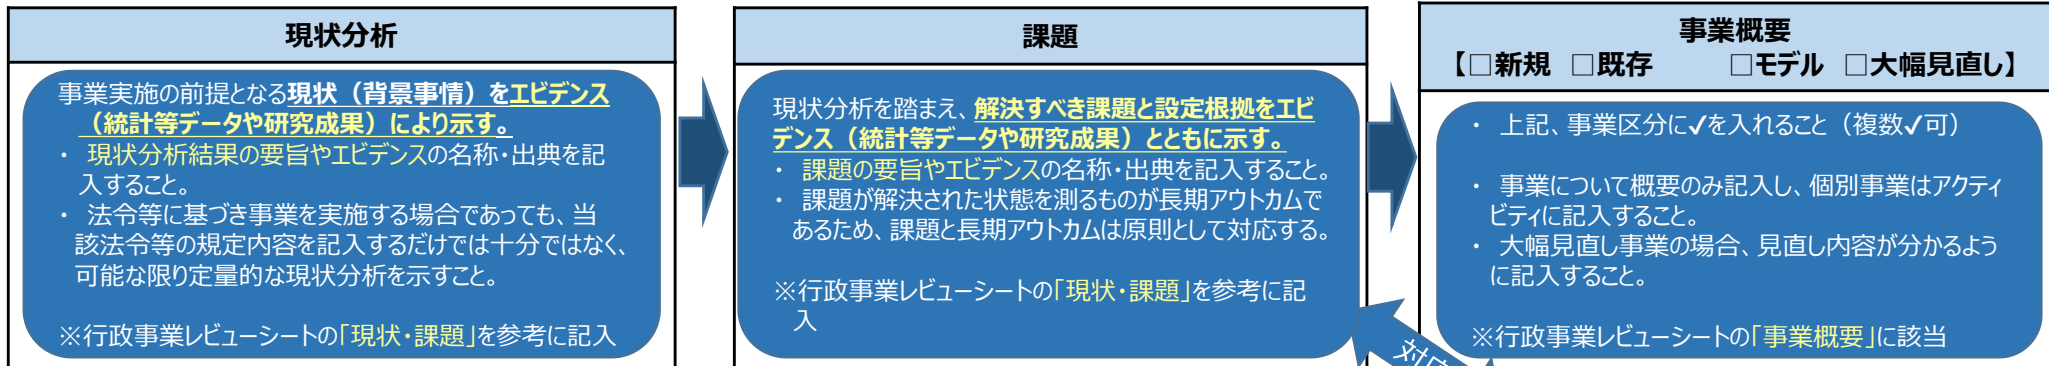 現状分析
事業実施の前提となる現状（背景事情）をエビデンス
（統計等データや研究成果）により示す。
・ 現状分析結果の要旨やエビデンスの名称・出典を記
入すること。
・ 法令等に基づき事業を実施する場合であっても、当
該法令等の規定内容を記入するだけでは十分ではなく、
可能な限り定量的な現状分析を示すこと。
※行政事業レビューシートの「現状・課題」を参考に記入
課題
現状分析を踏まえ、解決すべき課題と設定根拠をエビ
デンス（統計等データや研究成果）とともに示す。
・ 課題の要旨やエビデンスの名称・出典を記入すること。
・ 課題が解決された状態を測るものが長期アウトカムで
あるため、課題と長期アウトカムは原則として対応する。
※行政事業レビューシートの「現状・課題」を参考に記
入
事業概要
【□新規 □既存 □モデル □大幅見直し】
・ 上記、事業区分に✓を入れること（複数✓可）
・ 事業について概要のみ記入し、個別事業はアクティ
ビティに記入すること。
・ 大幅見直し事業の場合、見直し内容が分かるよう
に記入すること。
※行政事業レビューシートの「事業概要」に該当
対応